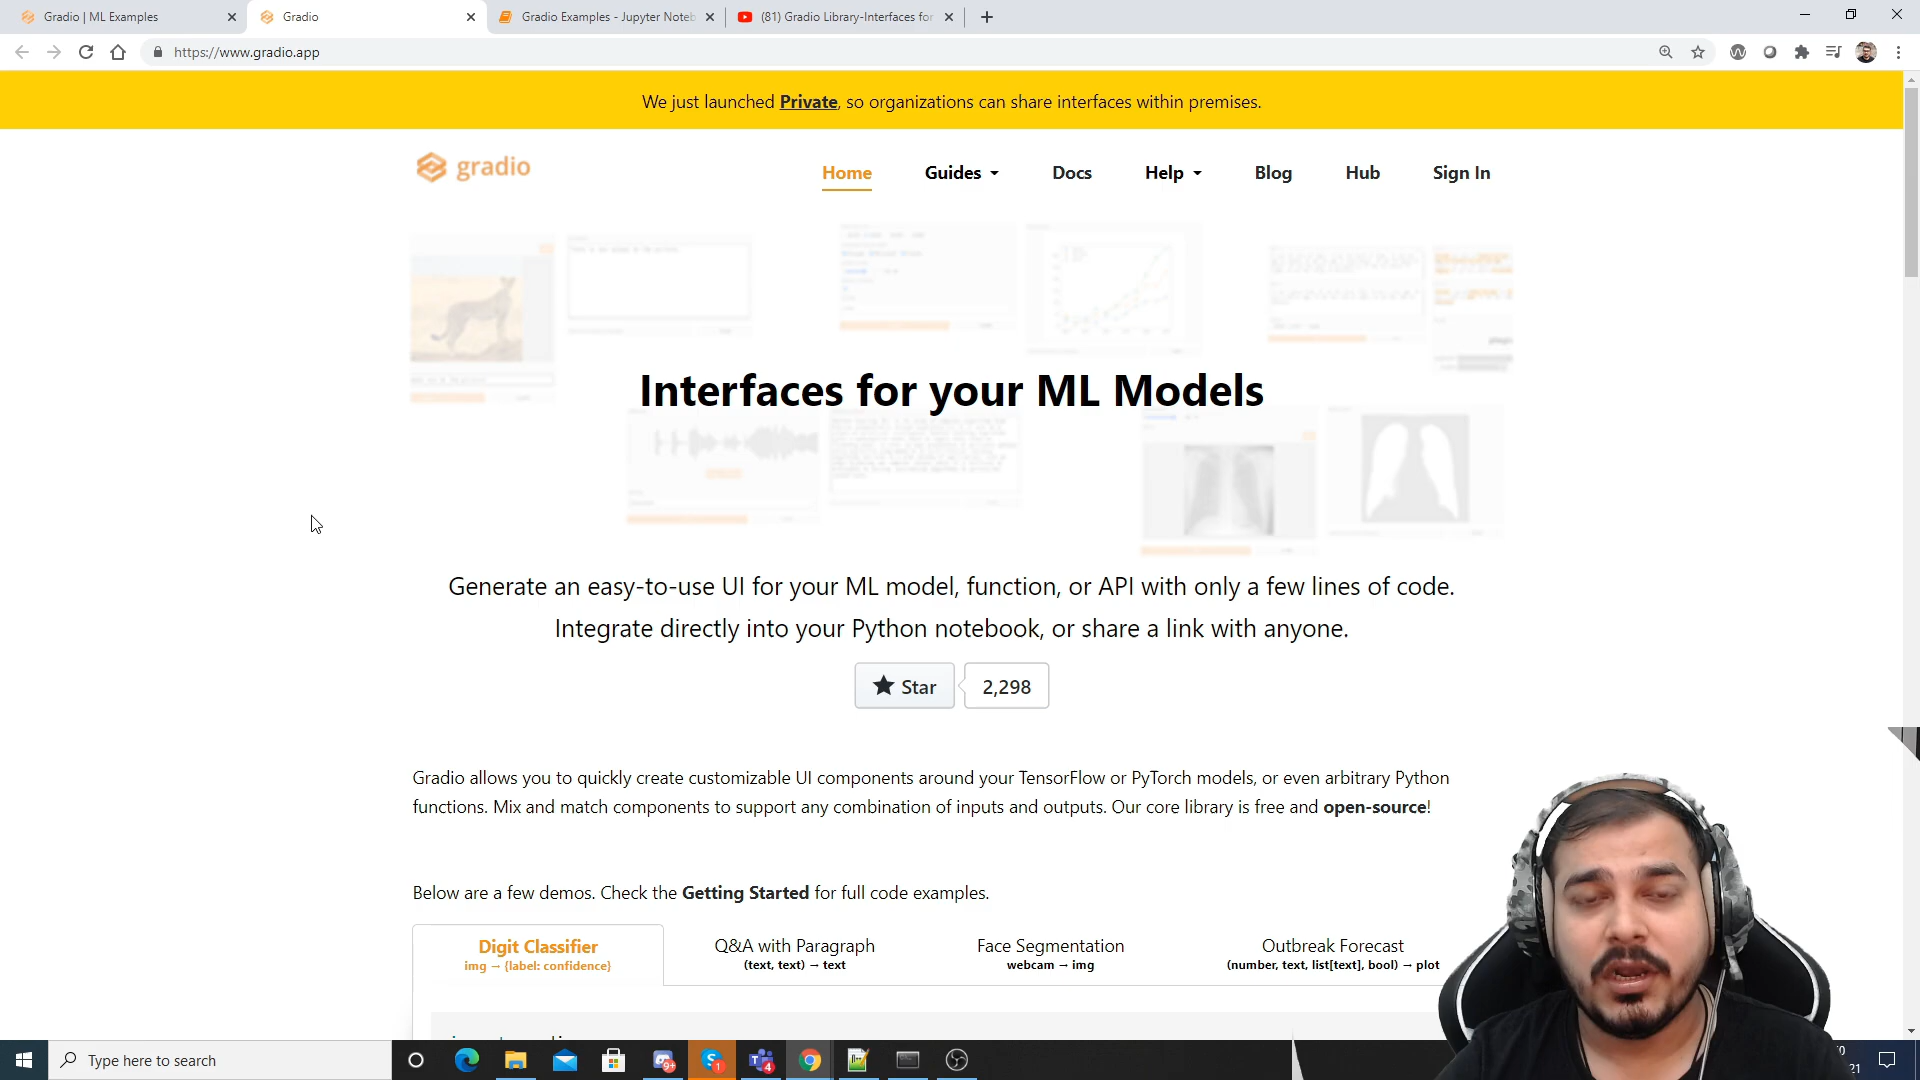 Gradio | ML Examples
Gradio
Gradio Examples - Jupyter Noteb
(81) Gradio Library-Interfaces for
https://www.gradio.app
We just launched Private, so organizations can share interfaces within premises.
gradio
Home
Guides
Docs
Help
Blog
Hub
Sign In
Interfaces for your ML Models
Generate an easy-to-use UI for your ML model, function, or API with only a few lines of code.
Integrate directly into your Python notebook, or share a link with anyone.
Star
2,298
Gradio allows you to quickly create customizable UI components around your TensorFlow or PyTorch models, or even arbitrary Python
functions. Mix and match components to support any combination of inputs and outputs. Our core library is free and open-source!
Below are a few demos. Check the Getting Started for full code examples.
Digit Classifier
img → {label: confidence}
Q&A with Paragraph
(text, text) → text
Face Segmentation
webcam → img
Outbreak Forecast
(number, text, list[text], bool) → plot
Type here to search
9+
1
4
21